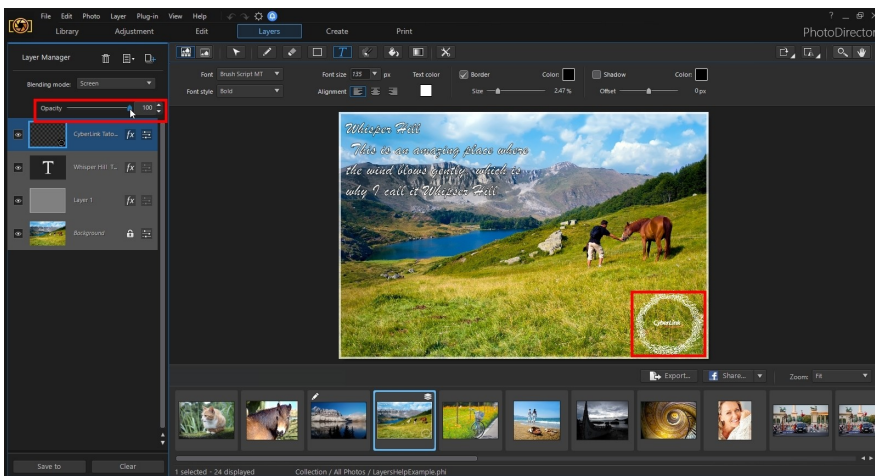 File Edit Photo Layer Plug-in View Help
Library Adjustment Edit Layers Create Print
PhotoDirector
Layer Manager
Blending mode: Screen
Opacity 100
CyberLink Tato...
fx
T Whisper Hill T...
fx
Layer 1
fx
Background
Save to Clear
Font Brush Script MT Font size 135 px Text color Border Color: Shadow Color:
Font style Bold Alignment Size 2.47 % Offset 0 px
Whisper Hill
This is an amazing place where
the wind blows gently which is
why I call it Whisper Hill
CyberLink
Export... Share... Zoom: Fit
1 selected - 24 displayed Collection / All Photos / LayersHelpExample.phi